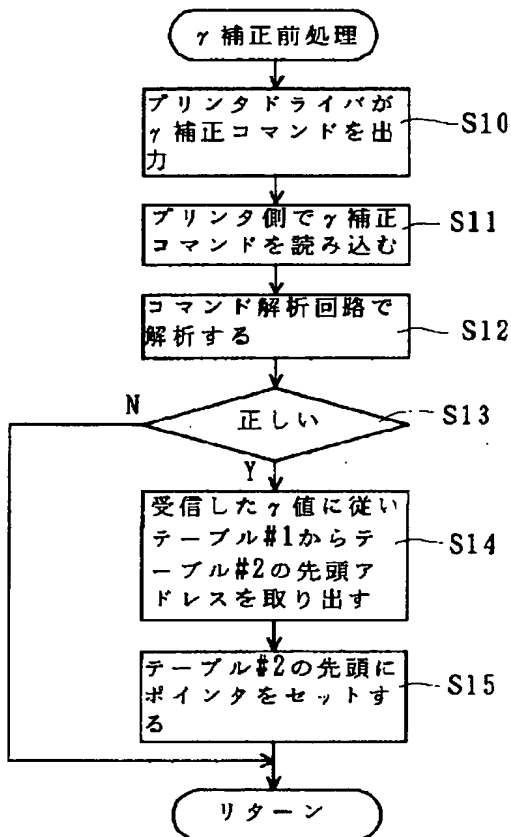 γ補正前処理
プリンタドライバが
γ補正コマンドを出
力
S10
プリンタ側でγ補正
コマンドを読み込む
S11
コマンド解析回路で
解析する
S12
正しい
S13
N
Y
受信したγ値に従い
テーブル#1からテ
ーブル#2の先頭ア
ドレスを取り出す
S14
テーブル#2の先頭に
ポインタをセットす
る
S15
リターン